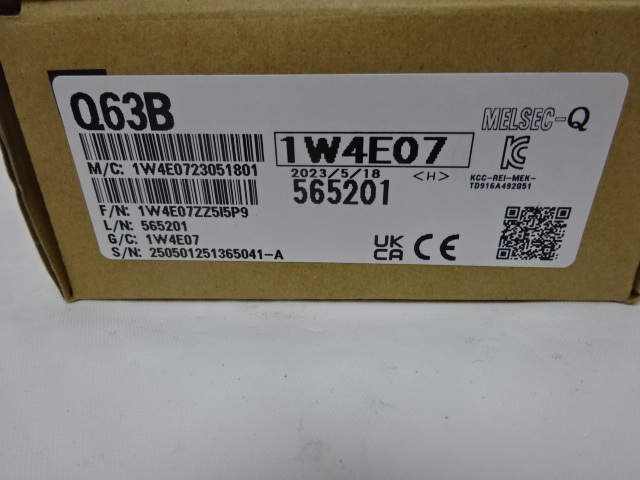 Q63B
M/C: 1W4E0723051801
F/N: 1W4E07ZZ5I5P9
L/N: 565201
G/C: 1W4E07
S/N: 250501251365041-A
1W4E07
2023/5/18 <H>
565201
UK
CA CE
MELSEC-Q
KC
KCC-REI-MEK-
TD916A492G51